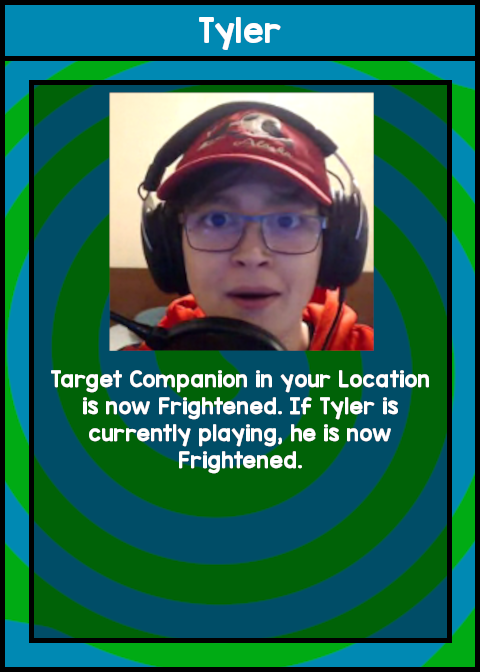 Tyler
Target Companion in your Location
is now Frightened. If Tyler is
currently playing, he is now
Frightened.